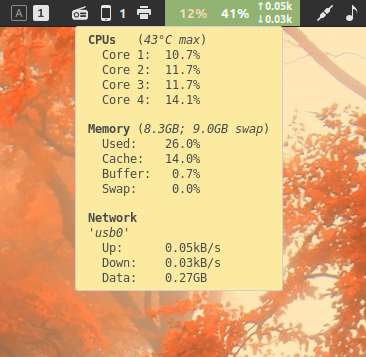 A 1 1 12% 41% ↑0.05k
↓0.03k
CPUs (43°C max)
Core 1: 10.7%
Core 2: 11.7%
Core 3: 11.7%
Core 4: 14.1%
Memory (8.3GB; 9.0GB swap)
Used: 26.0%
Cache: 14.0%
Buffer: 0.7%
Swap: 0.0%
Network
'usb0'
Up: 0.05kB/s
Down: 0.03kB/s
Data: 0.27GB